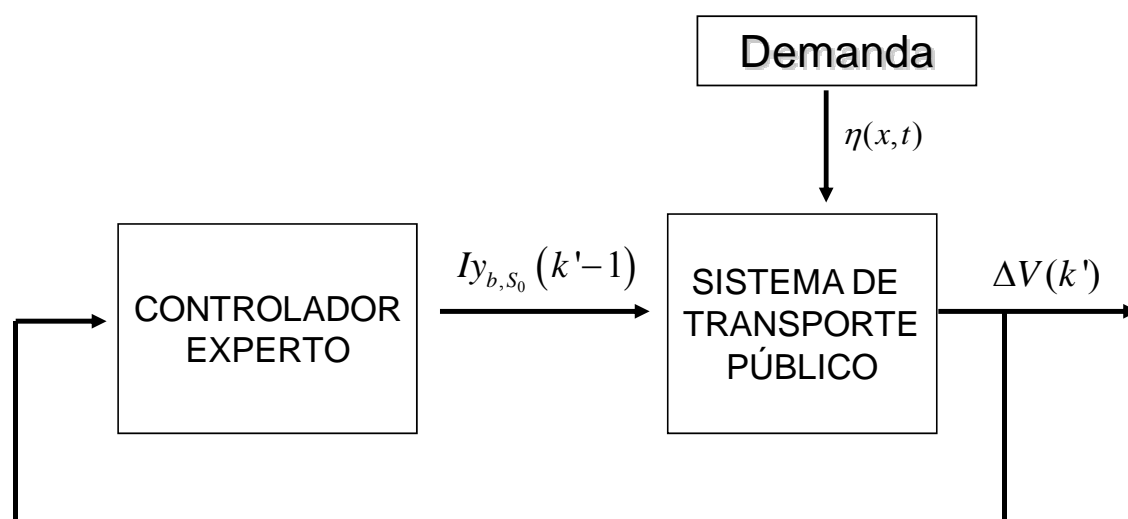 Demanda
η(x,t)
CONTROLADOR
EXPERTO
Iy_{b,S_0}(k'-1)
SISTEMA DE
TRANSPORTE
PÚBLICO
ΔV(k')